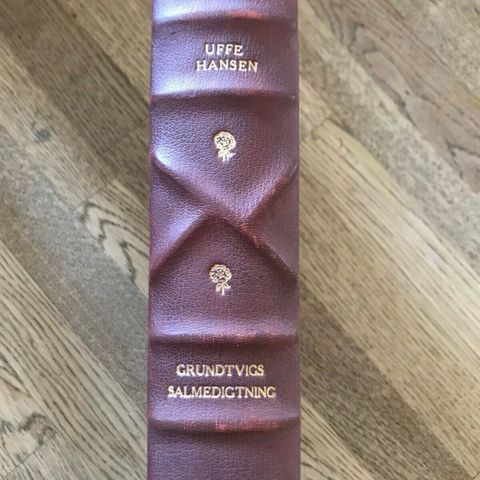 UFFE
HANSEN
GRUNDTVIGS
SALMEDIGTNING